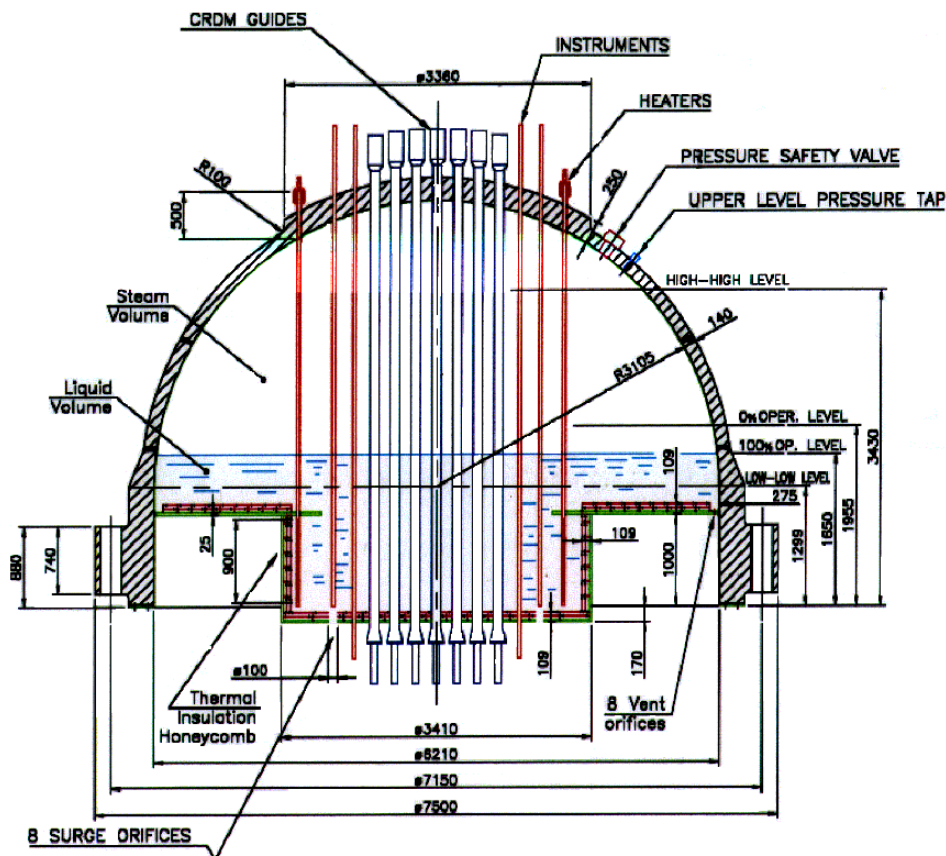 CRDM GUIDES
INSTRUMENTS
ø3360
HEATERS
PRESSURE SAFETY VALVE
R100
250
UPPER LEVEL PRESSURE TAP
500
HIGH-HIGH LEVEL
Steam
Volume
140
R3105
Liquid
Volume
0% OPER. LEVEL
3430
100% OP. LEVEL
109
LOW-LOW LEVEL
275
880
740
25
900
109
1000
1299
1650
1955
ø100
109
170
Thermal
Insulation
Honeycomb
8 Vent
orifices
ø3410
ø6210
ø7150
ø7500
8 SURGE ORIFICES